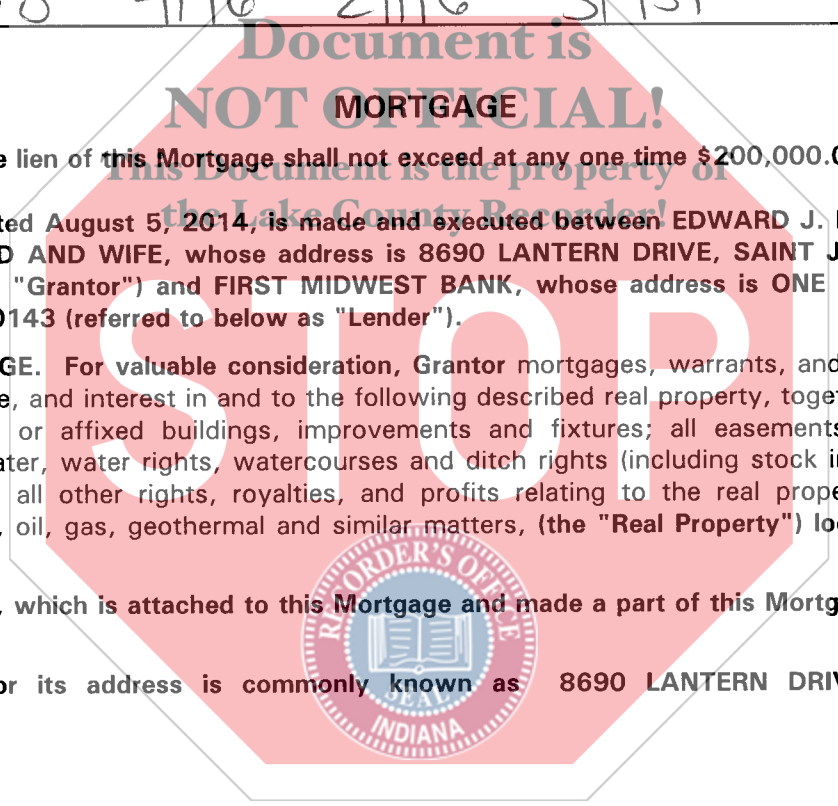 Document is
NOT OFFICIAL!
MORTGAGE
lien of this Mortgage shall not exceed at any one time $200,000.
This Document is the property of
the Lake County Recorder!
ted August 5, 2014, is made and executed between EDWARD J.
D AND WIFE, whose address is 8690 LANTERN DRIVE, SAINT J
"Grantor") and FIRST MIDWEST BANK, whose address is ONE
0143 (referred to below as "Lender").
GE. For valuable consideration, Grantor mortgages, warrants, and
e, and interest in and to the following described real property, toge
or affixed buildings, improvements and fixtures; all easements
ater, water rights, watercourses and ditch rights (including stock i
all other rights, royalties, and profits relating to the real prope
, oil, gas, geothermal and similar matters, (the "Real Property") lo
STOP
, which is attached to this Mortgage and made a part of this Mortg
or its address is commonly known as 8690 LANTERN DRIV
RECORDER'S OFFICE
SEAL
INDIANA